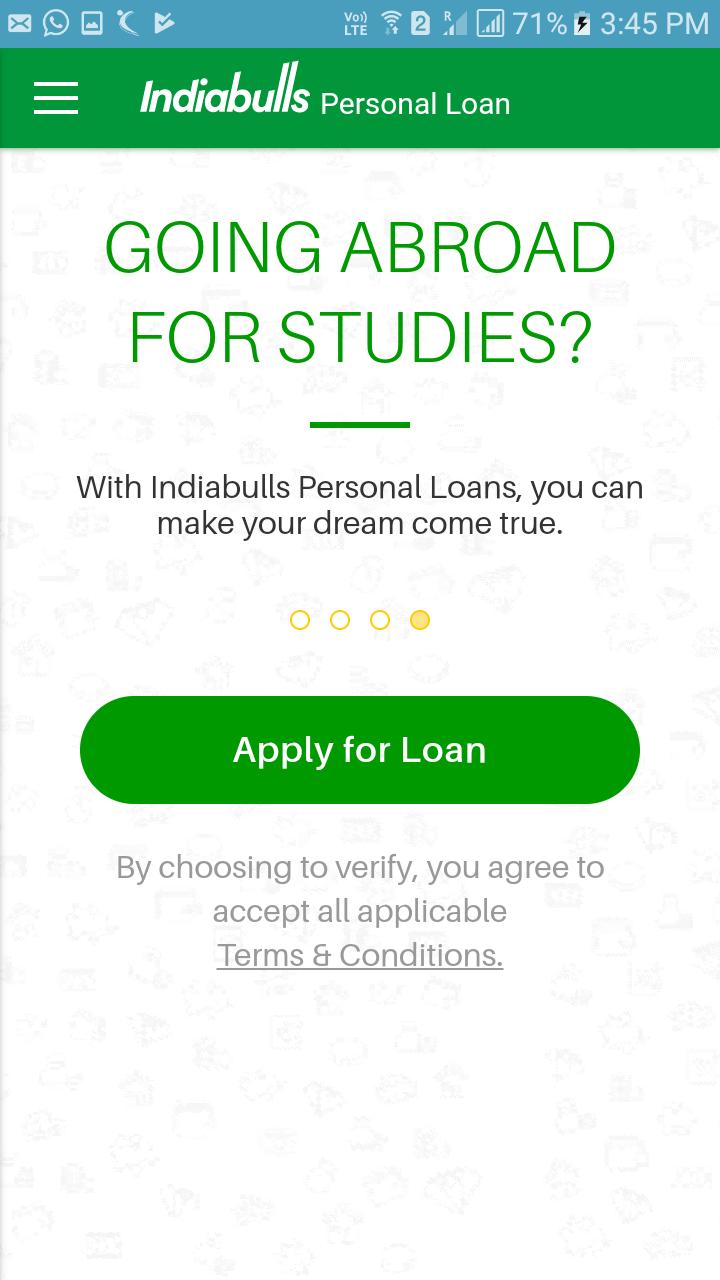 Vo)) LTE 2 R 71% 3:45 PM
Indiabulls Personal Loan
GOING ABROAD
FOR STUDIES?
With Indiabulls Personal Loans, you can
make your dream come true.
Apply for Loan
By choosing to verify, you agree to
accept all applicable
Terms & Conditions.